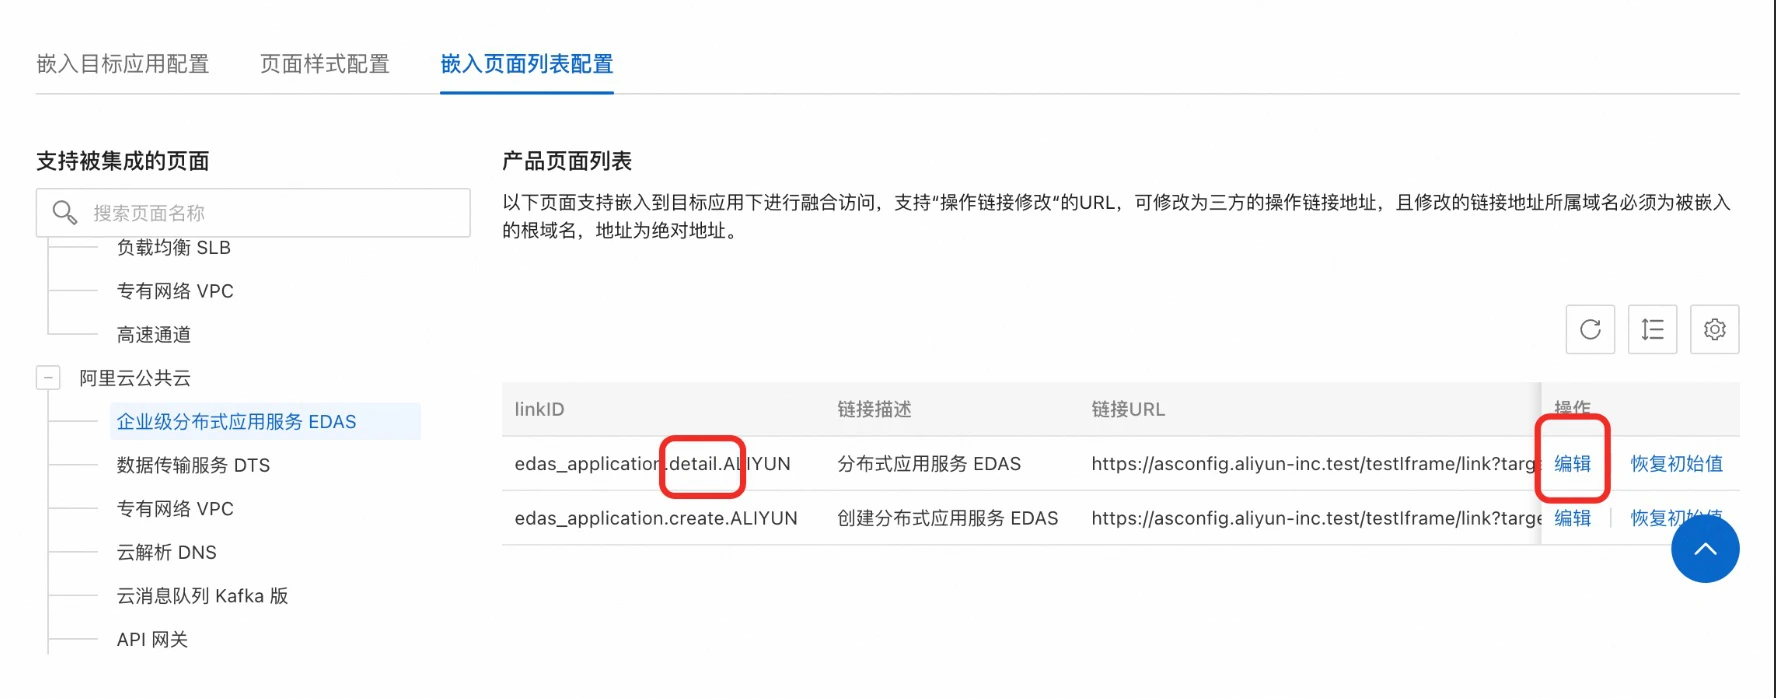 嵌入目标应用配置 页面样式配置 嵌入页面列表配置
支持被集成的页面
搜索页面名称
负载均衡 SLB
专有网络 VPC
高速通道
阿里云公共云
企业级分布式应用服务 EDAS
数据传输服务 DTS
专有网络 VPC
云解析 DNS
云消息队列 Kafka 版
API 网关
产品页面列表
以下页面支持嵌入到目标应用下进行融合访问，支持“操作链接修改“的URL，可修改为三方的操作链接地址，且修改的链接地址所属域名必须为被嵌入
的根域名，地址为绝对地址。
linkID 链接描述 链接URL 操作
edas_application.detail.ALIYUN 分布式应用服务 EDAS https://asconfig.aliyun-inc.test/testIframe/link?targ 编辑 恢复初始值
edas_application.create.ALIYUN 创建分布式应用服务 EDAS https://asconfig.aliyun-inc.test/testIframe/link?targe 编辑 恢复初始值